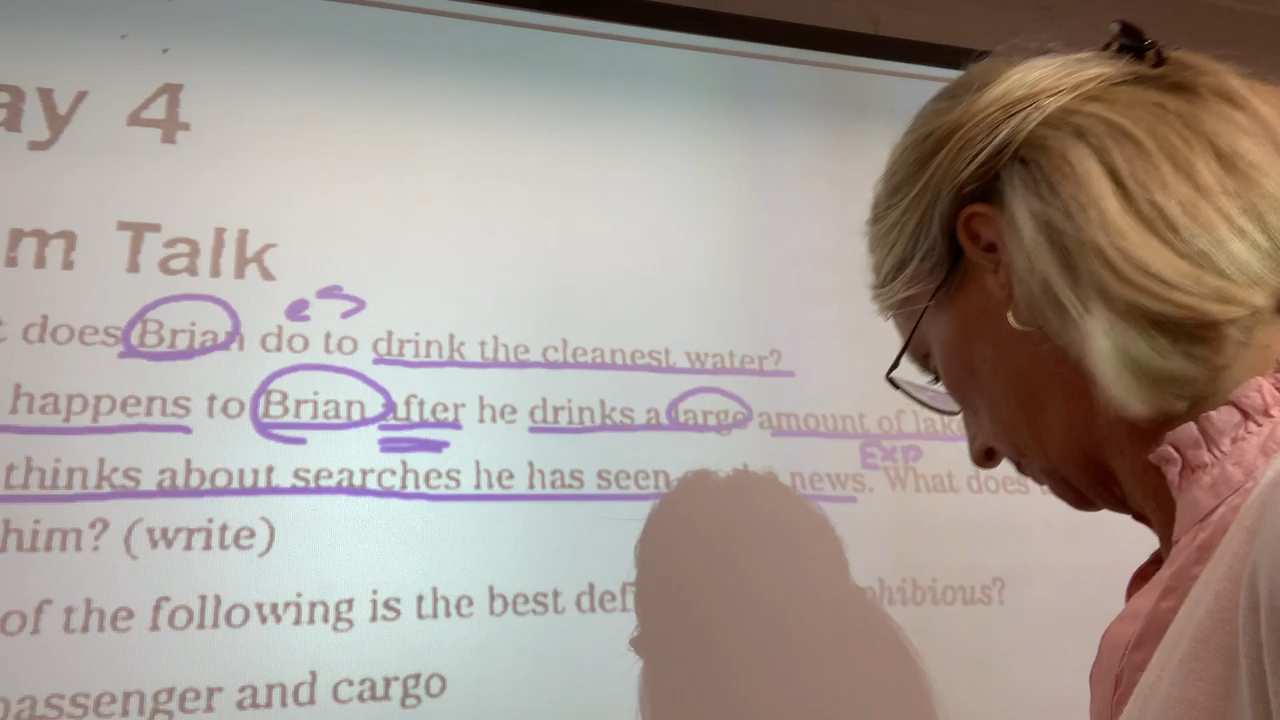 ay 4
m Talk
es
does Brian do to drink the cleanest water?
happens to Brian after he drinks a large amount of lak
Exp
thinks about searches he has seen news. What does
him? (write)
of the following is the best def phibious?
passenger and cargo